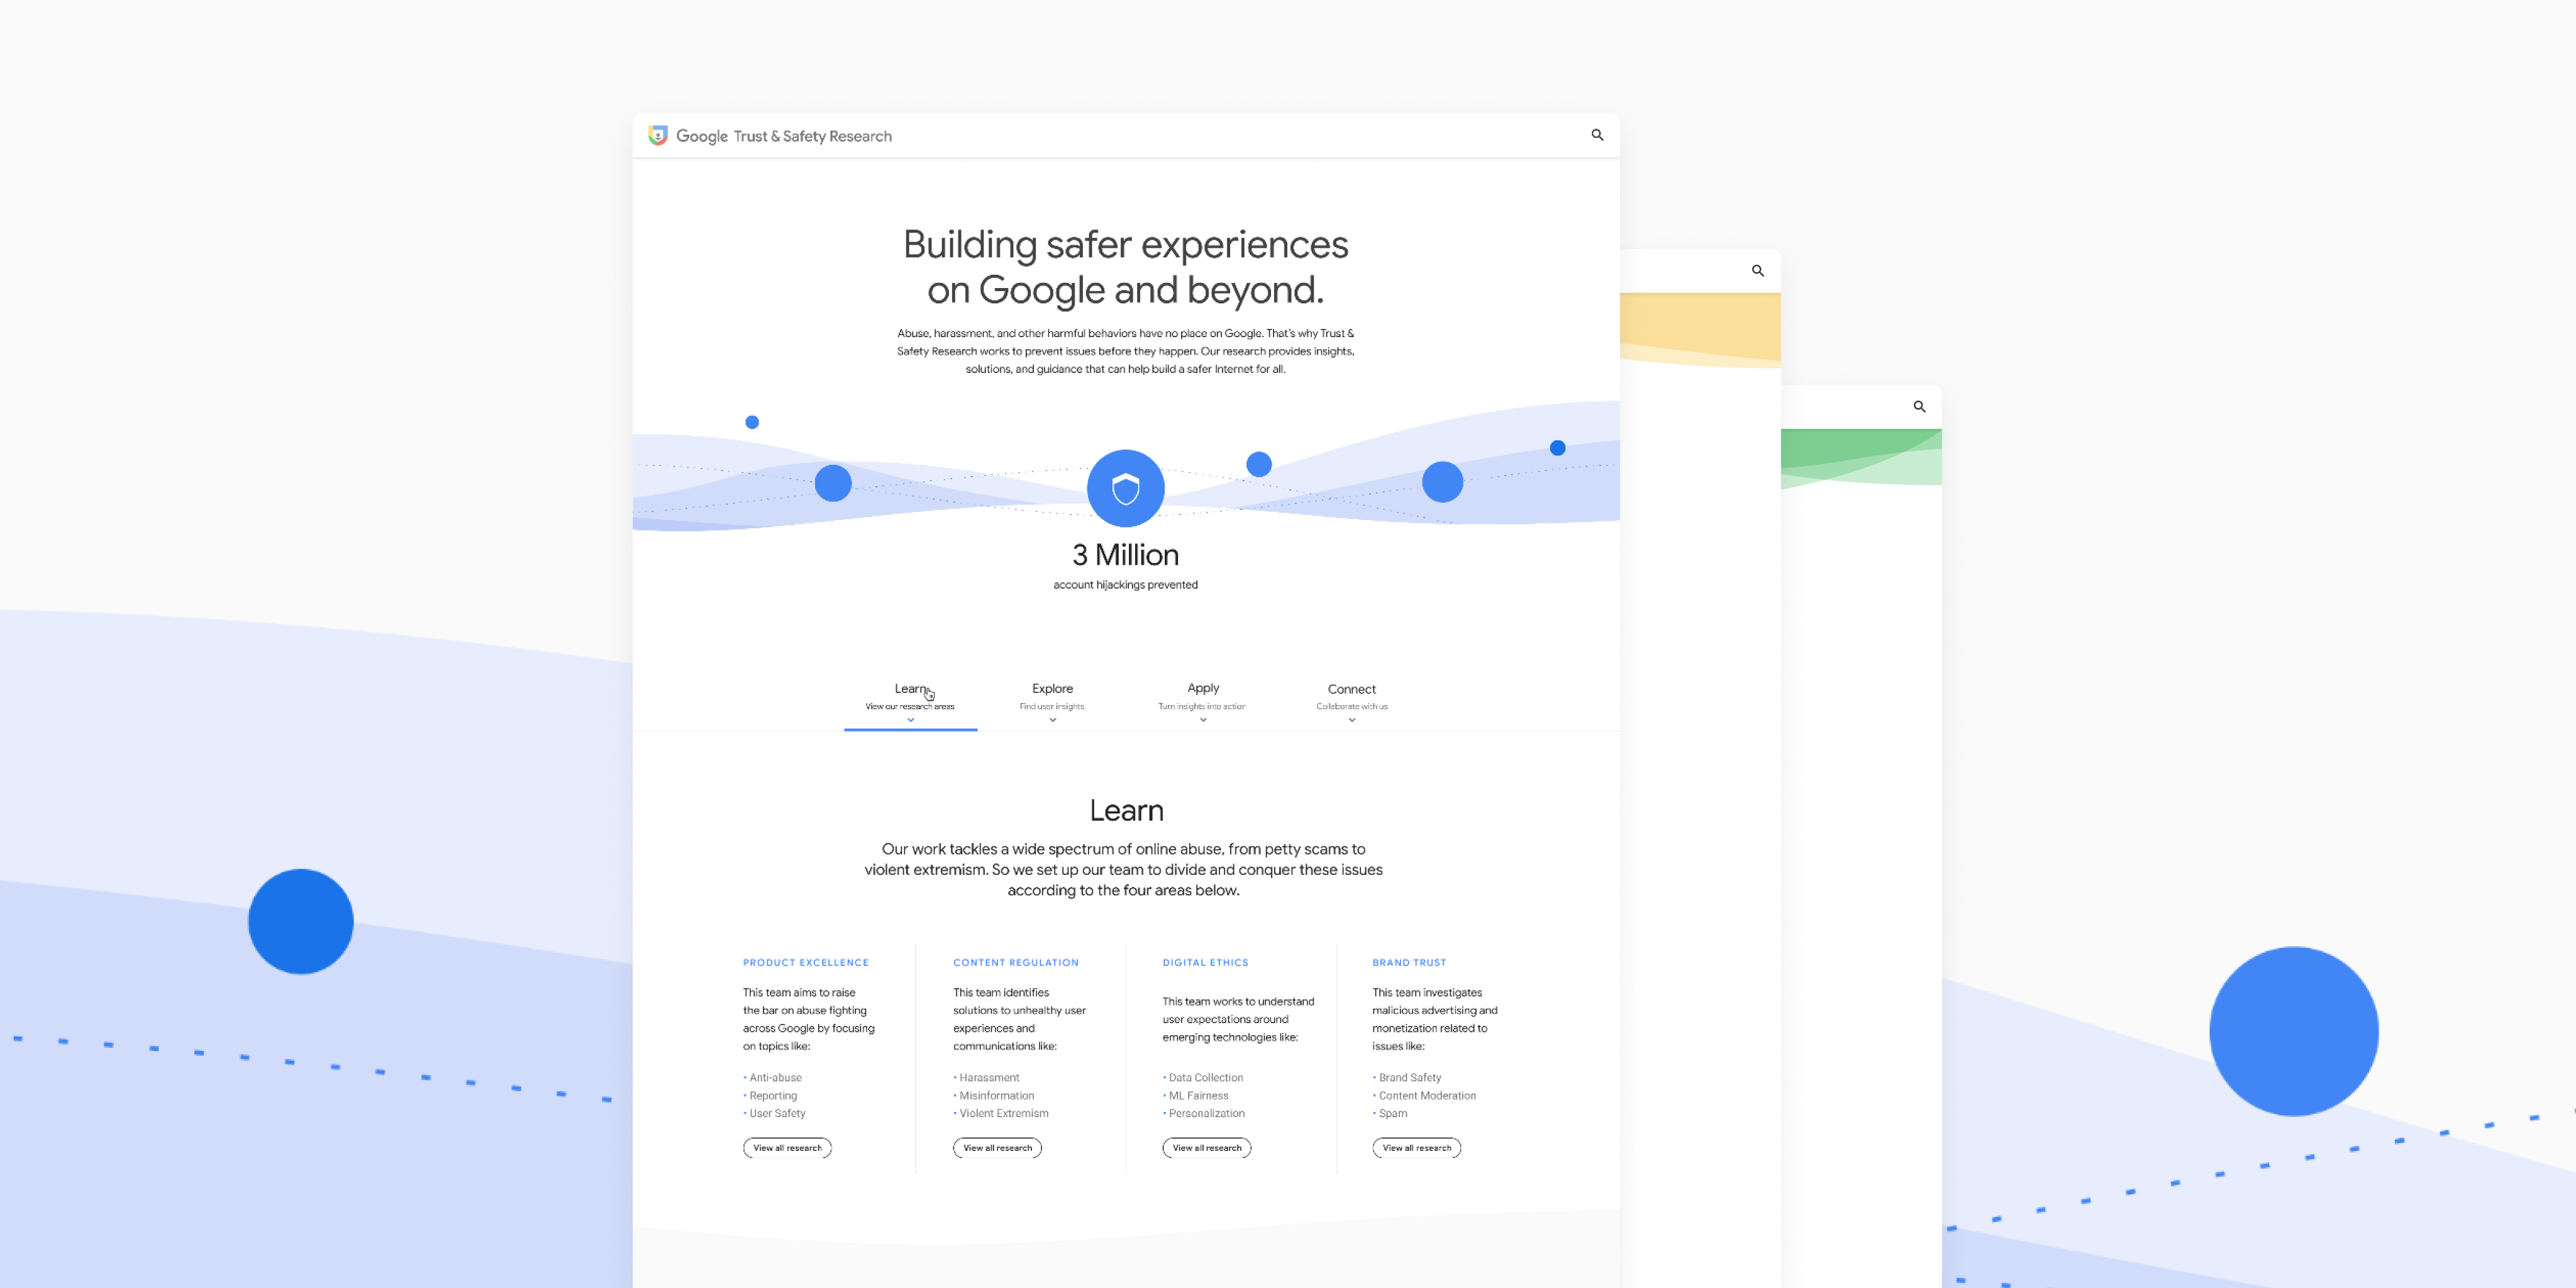 Google Trust & Safety Research
Building safer experiences
on Google and beyond.
Abuse, harassment, and other harmful behaviors have no place on Google. That's why Trust &
Safety Research works to prevent issues before they happen. Our research provides insights,
solutions, and guidance that can help build a safer Internet for all.
3 Million
account hijackings prevented
Learn
View our research areas
Explore
Find user insights
Apply
Turn insights into action
Connect
Collaborate with us
Learn
Our work tackles a wide spectrum of online abuse, from petty scams to
violent extremism. So we set up our team to divide and conquer these issues
according to the four areas below.
PRODUCT EXCELLENCE
This team aims to raise
the bar on abuse fighting
across Google by focusing
on topics like:
• Anti-abuse
• Reporting
• User Safety
View all research
CONTENT REGULATION
This team identifies
solutions to unhealthy user
experiences and
communications like:
• Harassment
• Misinformation
• Violent Extremism
View all research
DIGITAL ETHICS
This team works to understand
user expectations around
emerging technologies like:
• Data Collection
• ML Fairness
• Personalization
View all research
BRAND TRUST
This team investigates
malicious advertising and
monetization related to
issues like:
• Brand Safety
• Content Moderation
• Spam
View all research